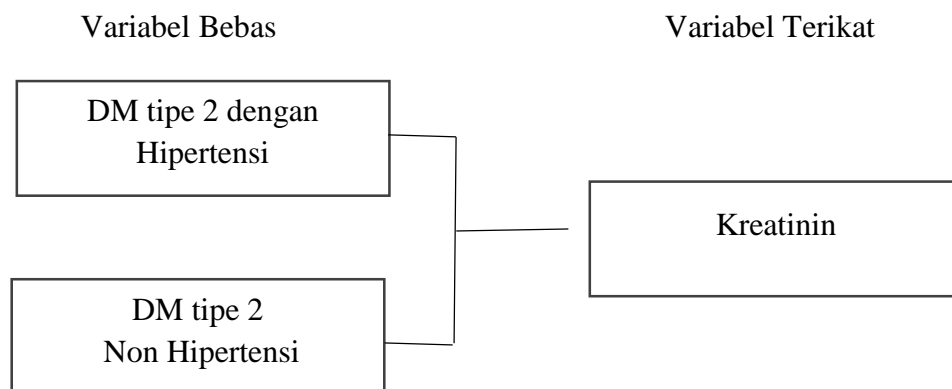 Variabel Bebas
Variabel Terikat
DM tipe 2 dengan
Hipertensi
Kreatinin
DM tipe 2
Non Hipertensi